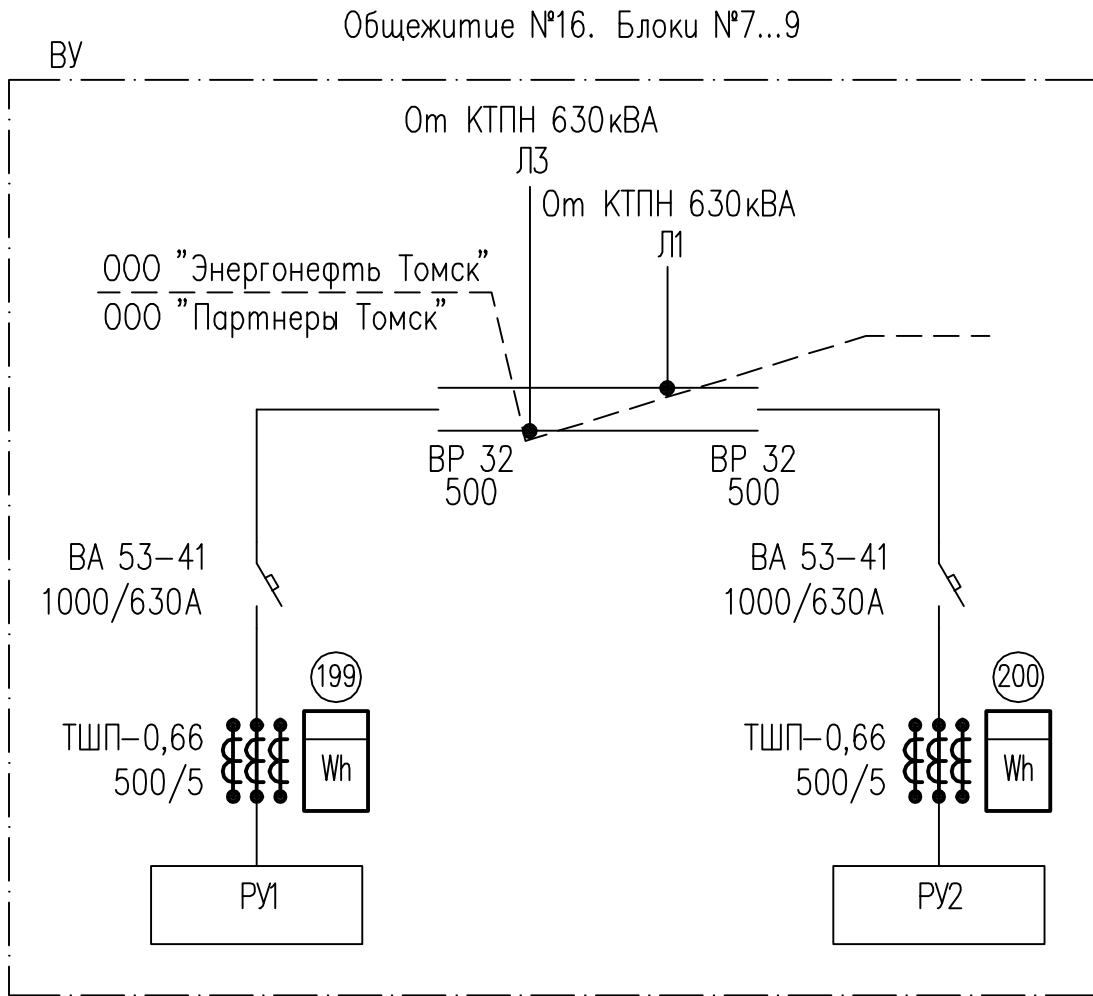 Общежитие №16. Блоки №7...9
ВУ
От КТПН 630кВА
Л3
От КТПН 630кВА
Л1
ООО "Энергонефть Томск"
ООО "Партнеры Томск"
ВР 32
500
ВР 32
500
ВА 53-41
1000/630А
ВА 53-41
1000/630А
199
200
ТШП-0,66
500/5
Wh
ТШП-0,66
500/5
Wh
РУ1
РУ2